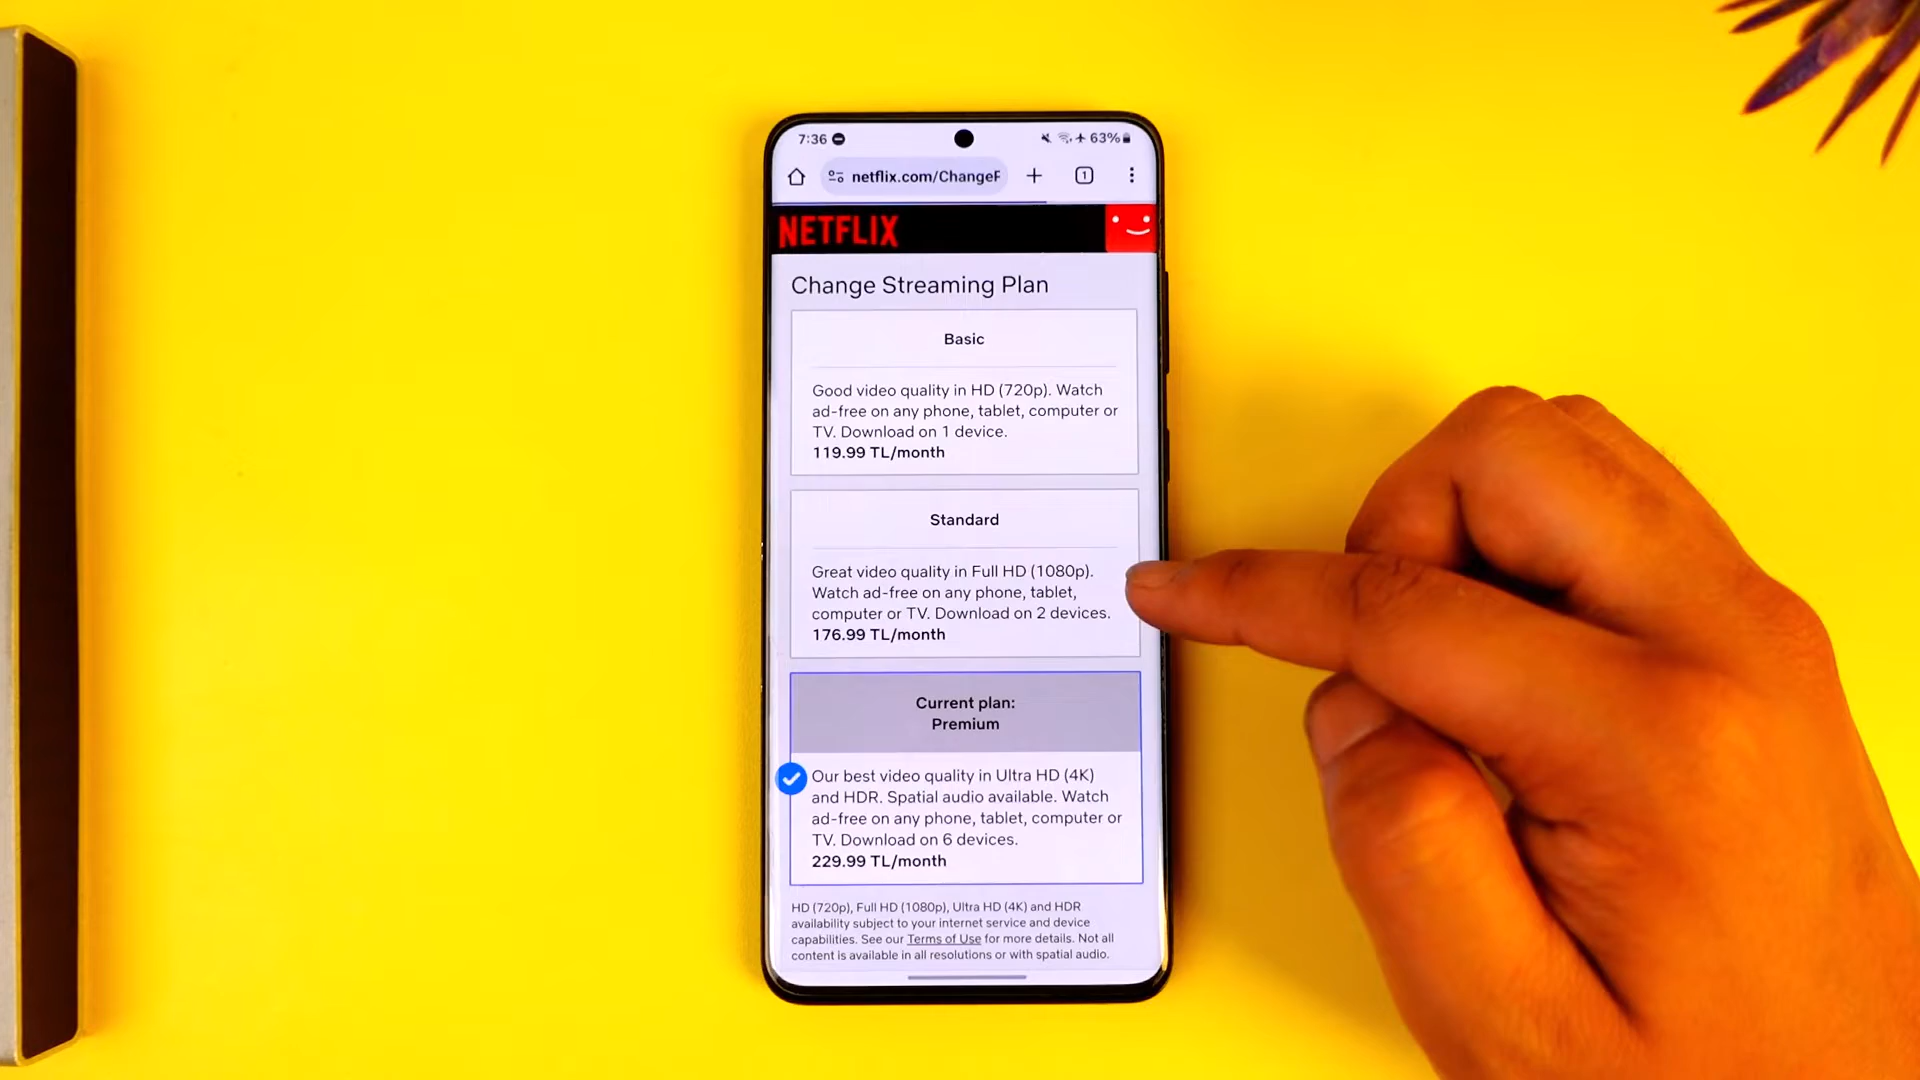 7:36
63%
netflix.com/ChangeP
1
NETFLIX
Change Streaming Plan
Basic
Good video quality in HD (720p). Watch
ad-free on any phone, tablet, computer or
TV. Download on 1 device.
119.99 TL/month
Standard
Great video quality in Full HD (1080p).
Watch ad-free on any phone, tablet,
computer or TV. Download on 2 devices.
176.99 TL/month
Current plan:
Premium
Our best video quality in Ultra HD (4K)
and HDR. Spatial audio available. Watch
ad-free on any phone, tablet, computer or
TV. Download on 6 devices.
229.99 TL/month
HD (720p), Full HD (1080p), Ultra HD (4K) and HDR
availability subject to your internet service and device
capabilities. See our Terms of Use for more details. Not all
content is available in all resolutions or with spatial audio.